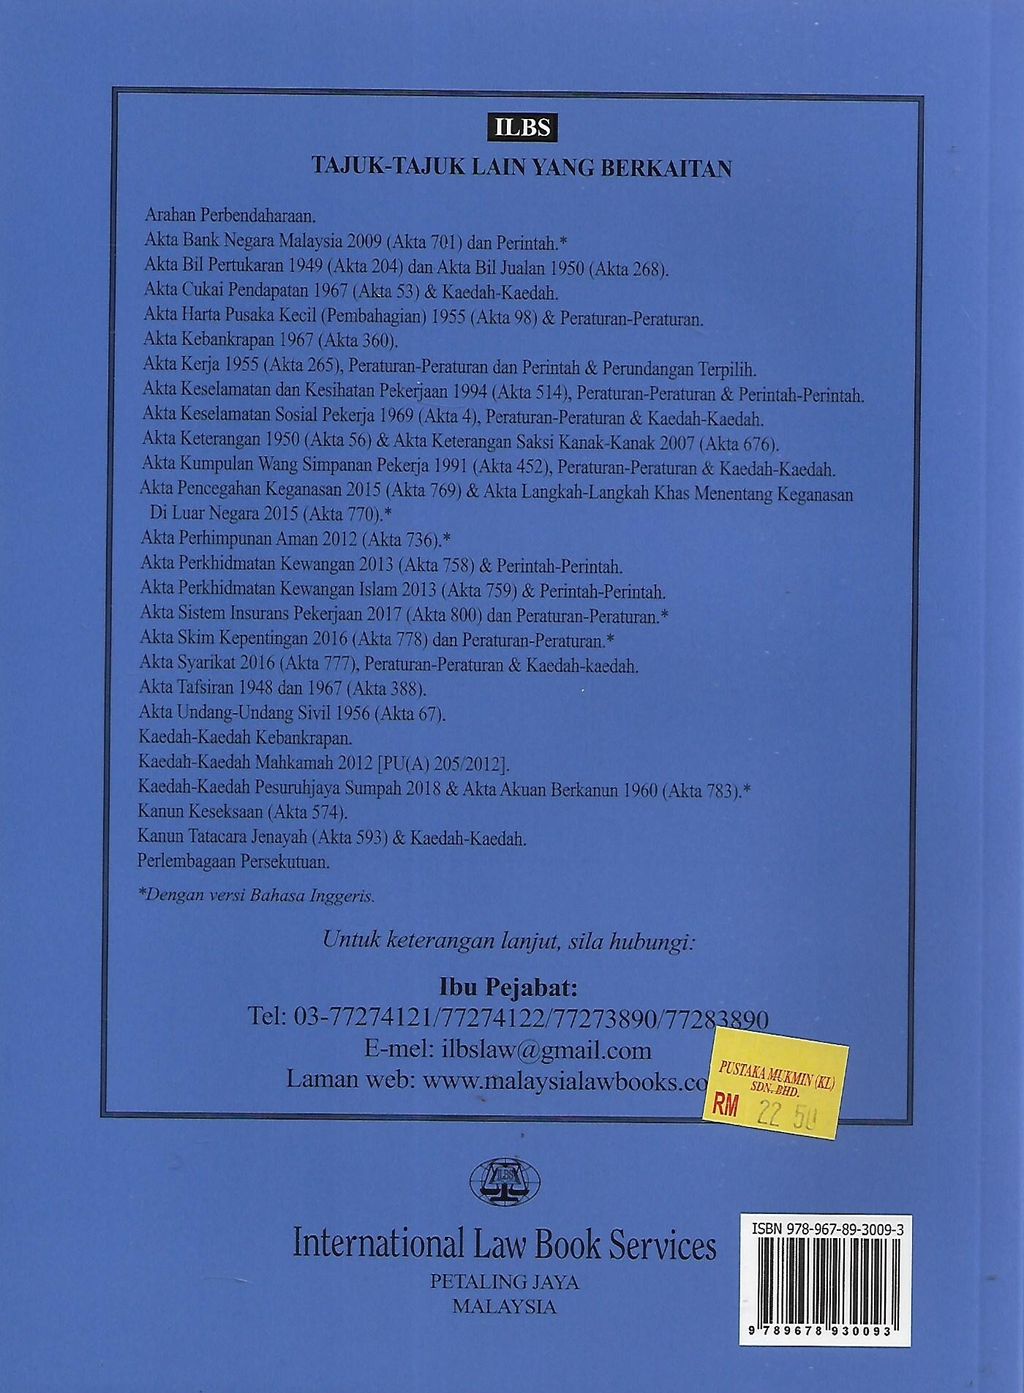 ILBS
TAJUK-TAJUK LAIN YANG BERKAITAN
Arahan Perbendaharaan.
Akta Bank Negara Malaysia 2009 (Akta 701) dan Perintah.*
Akta Bil Pertukaran 1949 (Akta 204) dan Akta Bil Jualan 1950 (Akta 268).
Akta Cukai Pendapatan 1967 (Akta 53) & Kaedah-Kaedah.
Akta Harta Pusaka Kecil (Pembahagian) 1955 (Akta 98) & Peraturan-Peraturan.
Akta Kebankrapan 1967 (Akta 360).
Akta Kerja 1955 (Akta 265), Peraturan-Peraturan dan Perintah & Perundangan Terpilih.
Akta Keselamatan dan Kesihatan Pekerjaan 1994 (Akta 514), Peraturan-Peraturan & Perintah-Perintah.
Akta Keselamatan Sosial Pekerja 1969 (Akta 4), Peraturan-Peraturan & Kaedah-Kaedah.
Akta Keterangan 1950 (Akta 56) & Akta Keterangan Saksi Kanak-Kanak 2007 (Akta 676).
Akta Kumpulan Wang Simpanan Pekerja 1991 (Akta 452), Peraturan-Peraturan & Kaedah-Kaedah.
Akta Pencegahan Keganasan 2015 (Akta 769) & Akta Langkah-Langkah Khas Menentang Keganasan
Di Luar Negara 2015 (Akta 770).*
Akta Perhimpunan Aman 2012 (Akta 736).*
Akta Perkhidmatan Kewangan 2013 (Akta 758) & Perintah-Perintah.
Akta Perkhidmatan Kewangan Islam 2013 (Akta 759) & Perintah-Perintah.
Akta Sistem Insurans Pekerjaan 2017 (Akta 800) dan Peraturan-Peraturan.*
Akta Skim Kepentingan 2016 (Akta 778) dan Peraturan-Peraturan.*
Akta Syarikat 2016 (Akta 777), Peraturan-Peraturan & Kaedah-kaedah.
Akta Tafsiran 1948 dan 1967 (Akta 388).
Akta Undang-Undang Sivil 1956 (Akta 67).
Kaedah-Kaedah Kebankrapan.
Kaedah-Kaedah Mahkamah 2012 [PU(A) 205/2012].
Kaedah-Kaedah Pesuruhjaya Sumpah 2018 & Akta Akuan Berkanun 1960 (Akta 783).*
Kanun Keseksaan (Akta 574).
Kanun Tatacara Jenayah (Akta 593) & Kaedah-Kaedah.
Perlembagaan Persekutuan.
*Dengan versi Bahasa Inggeris.
Untuk keterangan lanjut, sila hubungi:
Ibu Pejabat:
Tel: 03-77274121/77274122/77273890/77283890
E-mel: ilbslaw@gmail.com
Laman web: www.malaysialawbooks.co
PUSTAKA MUKMIN (KL)
SDN. BHD.
RM 22 50
ILBS
International Law Book Services
PETALING JAYA
MALAYSIA
ISBN 978-967-89-3009-3
9 789678 930093